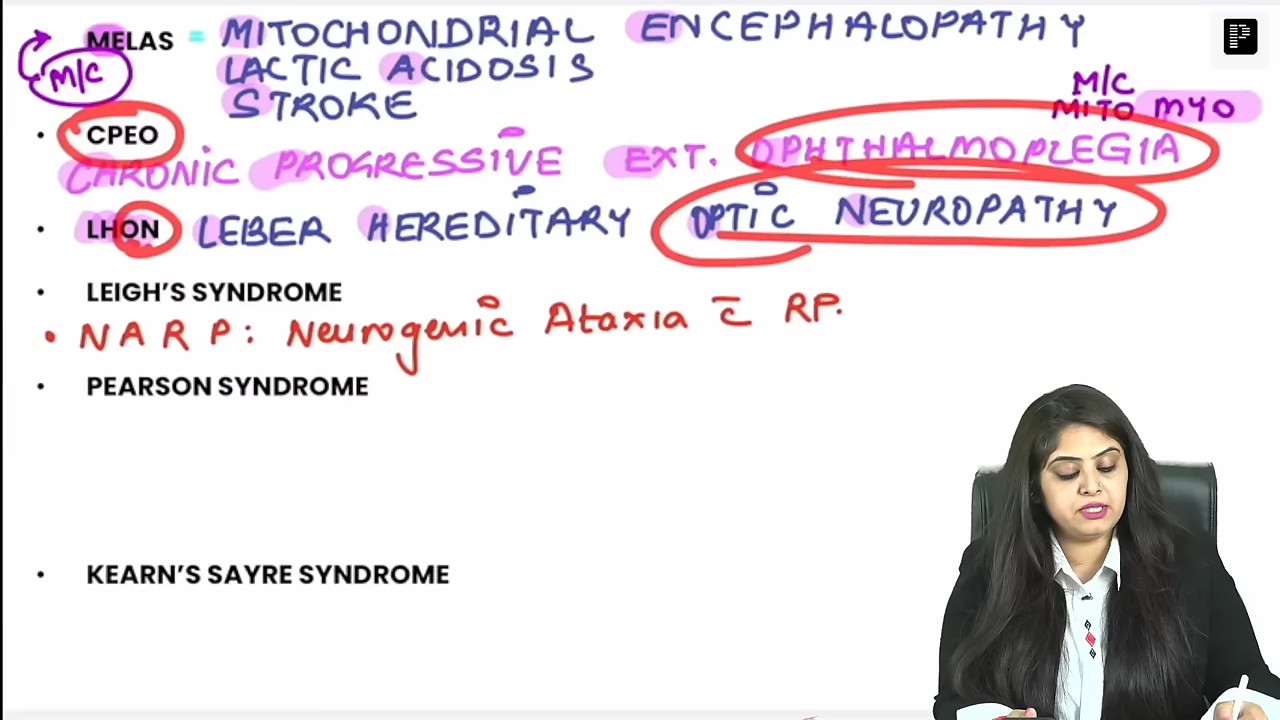 MELAS = MITOCHONDRIAL ENCEPHALOPATHY
M/C LACTIC ACIDOSIS
STROKE
M/C
MITO MYO
• CPEO
CHRONIC PROGRESSIVE EXT. OPHTHALMOPLEGIA
• LHON LEBER HEREDITARY OPTIC NEUROPATHY
• LEIGH'S SYNDROME
• NARP: Neurogenic Ataxia c̄ RP.
• PEARSON SYNDROME
• KEARN'S SAYRE SYNDROME